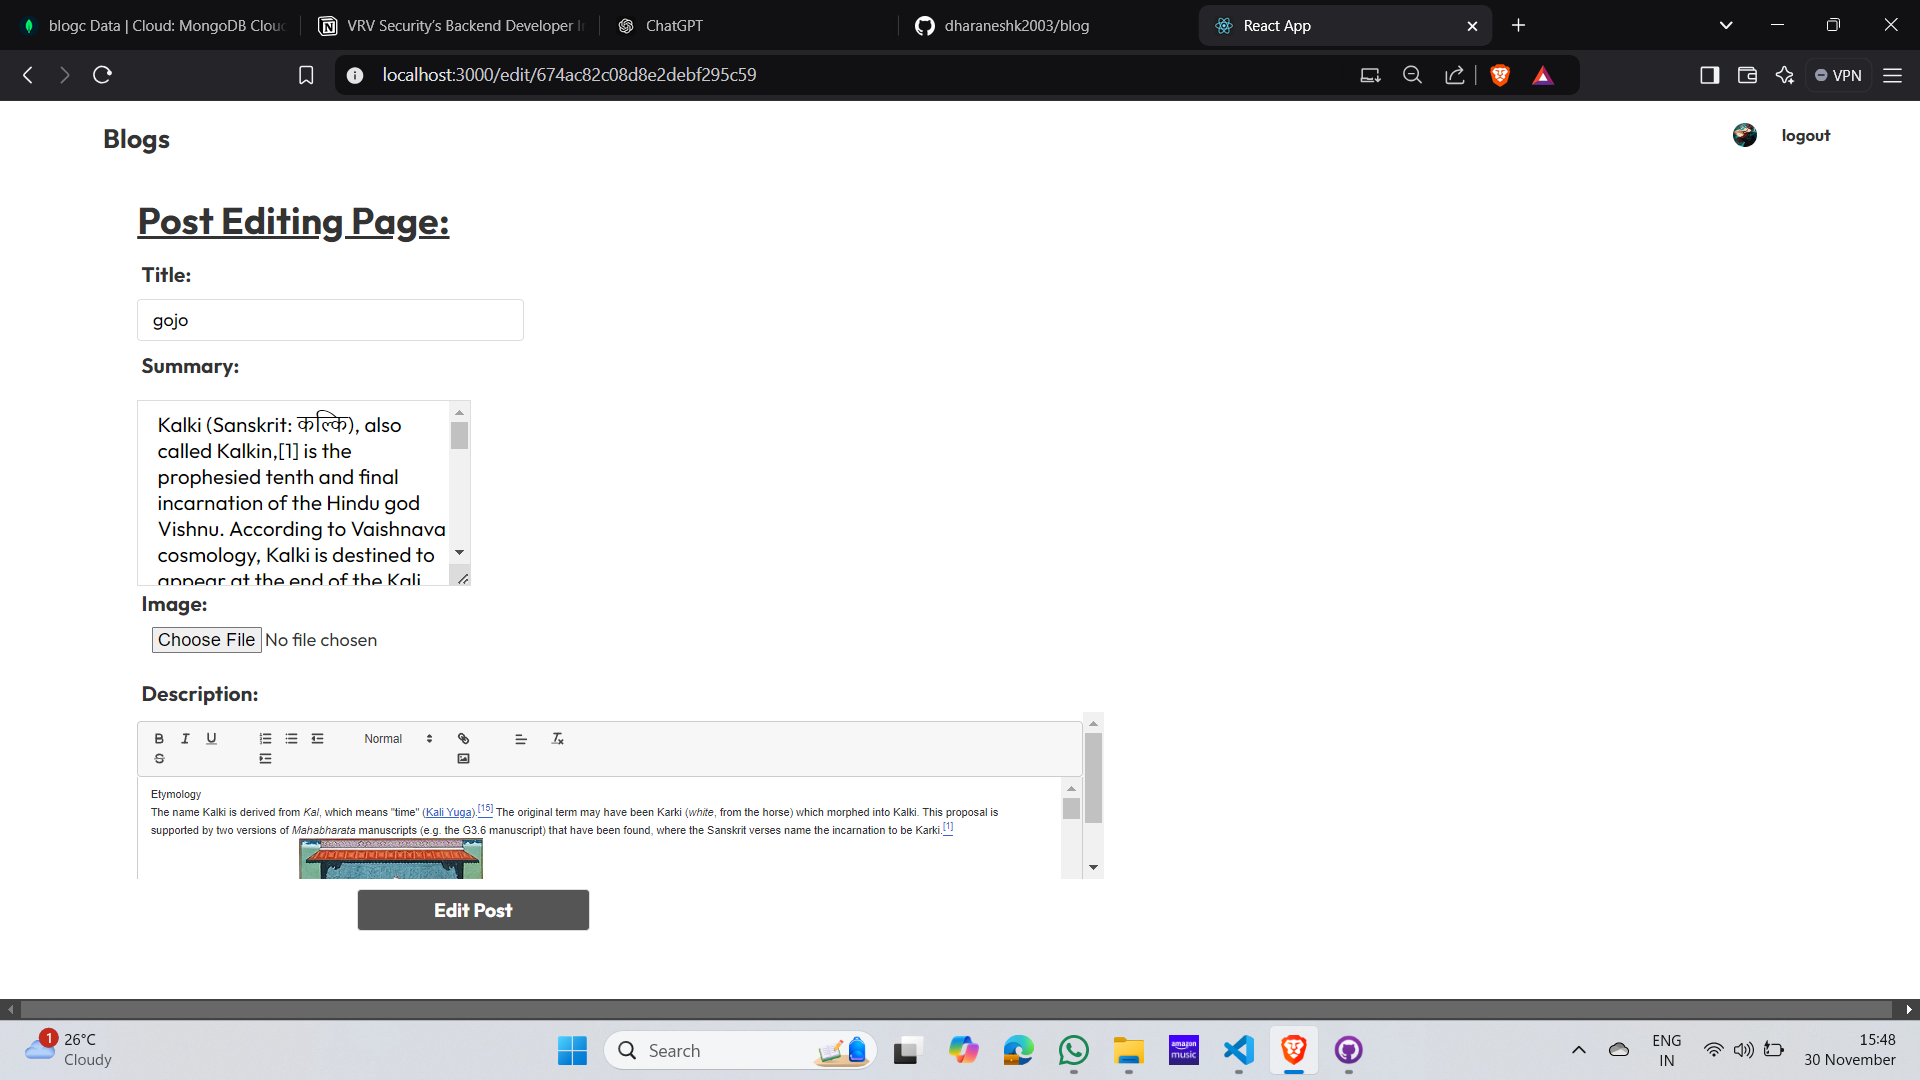 blogc Data | Cloud: MongoDB Clou
VRV Security's Backend Developer I
ChatGPT
dharaneshk2003/blog
React App
localhost:3000/edit/674ac82c08d8e2debf295c59
VPN
Blogs
logout
Post Editing Page:
Title:
gojo
Summary:
Kalki (Sanskrit: कल्कि), also
called Kalkin,[1] is the
prophesied tenth and final
incarnation of the Hindu god
Vishnu. According to Vaishnava
cosmology, Kalki is destined to
appear at the end of the Kali
Image:
Choose File No file chosen
Description:
B I U
Normal
S
Etymology
The name Kalki is derived from Kal, which means "time" (Kali Yuga).[15] The original term may have been Karki (white, from the horse) which morphed into Kalki. This proposal is
supported by two versions of Mahabharata manuscripts (e.g. the G3.6 manuscript) that have been found, where the Sanskrit verses name the incarnation to be Karki.[1]
Edit Post
1
26°C
Cloudy
Search
amazon
music
ENG
IN
15:48
30 November